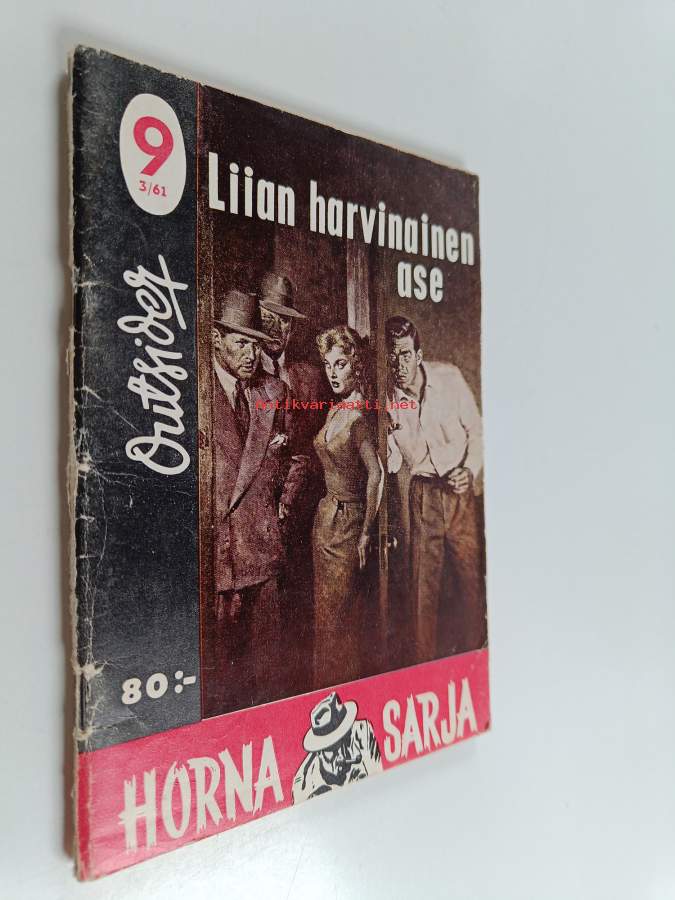 9
3/61
Liian harvinainen
ase
Outsider
antikvariaatti.net
80:-
HORNA SARJA